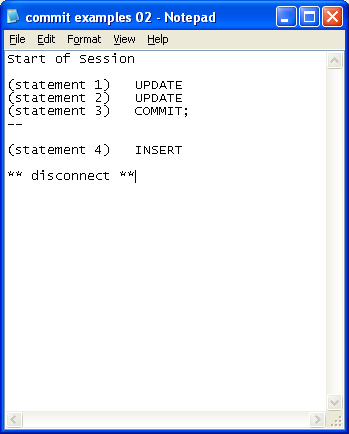 commit examples 02 - Notepad
File Edit Format View Help
Start of Session
(statement 1) UPDATE
(statement 2) UPDATE
(statement 3) COMMIT;
--
(statement 4) INSERT
** disconnect **